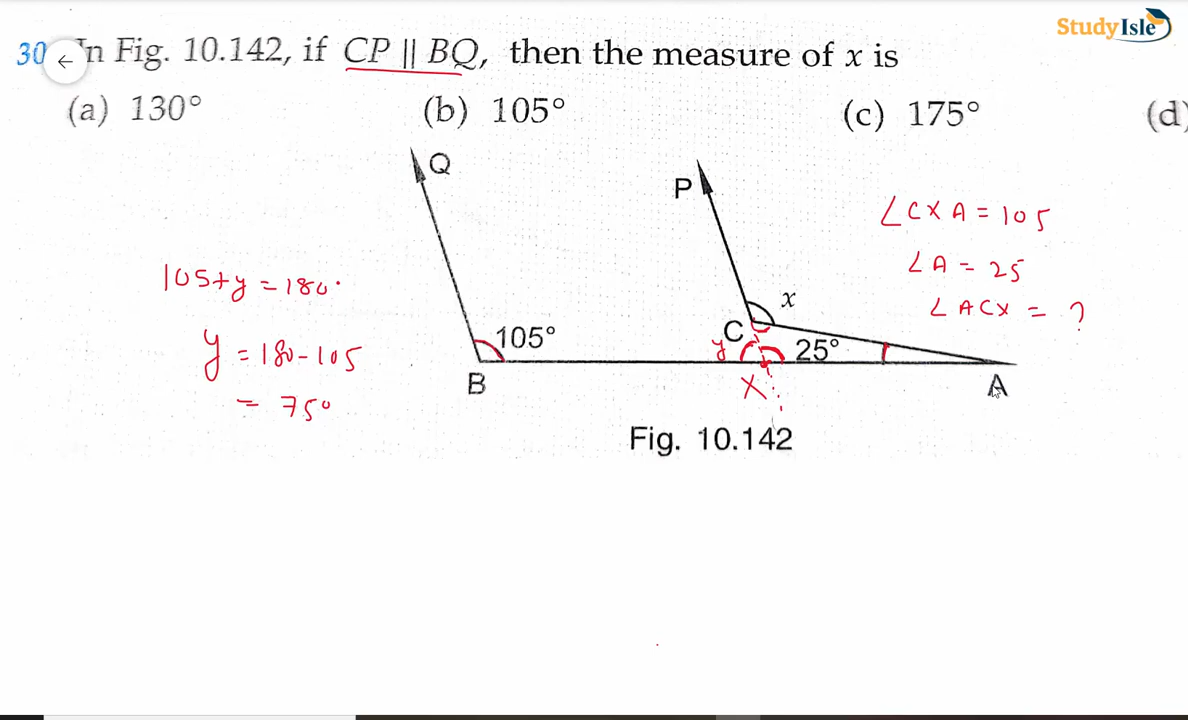 StudyIsle
30 In Fig. 10.142, if CP || BQ, then the measure of x is
(a) 130° (b) 105° (c) 175° (d)
Q
P
∠CXA = 105
∠A = 25
∠ACX = ?
105+y = 180°
y = 180-105
= 75°
x
C
105°
y
25°
B
X
A
Fig. 10.142